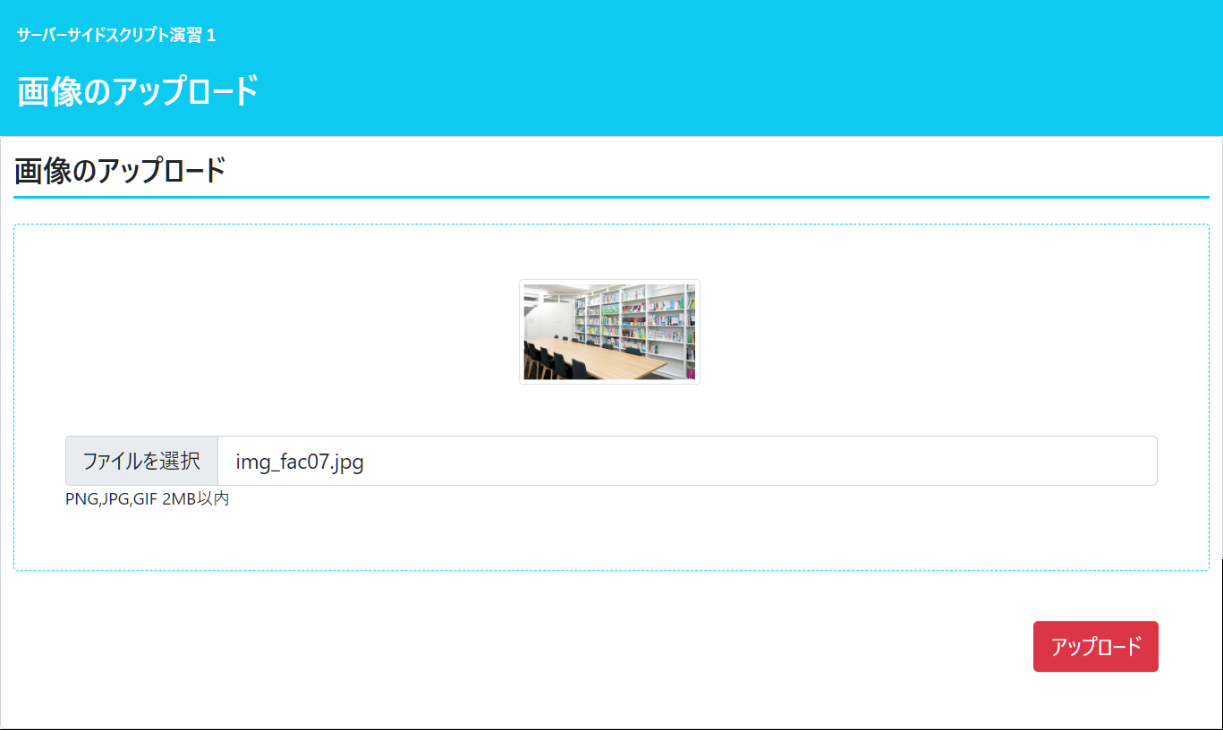 サーバーサイドスクリプト演習１
画像のアップロード
画像のアップロード
ファイルを選択 img_fac07.jpg
PNG,JPG,GIF 2MB以内
アップロード